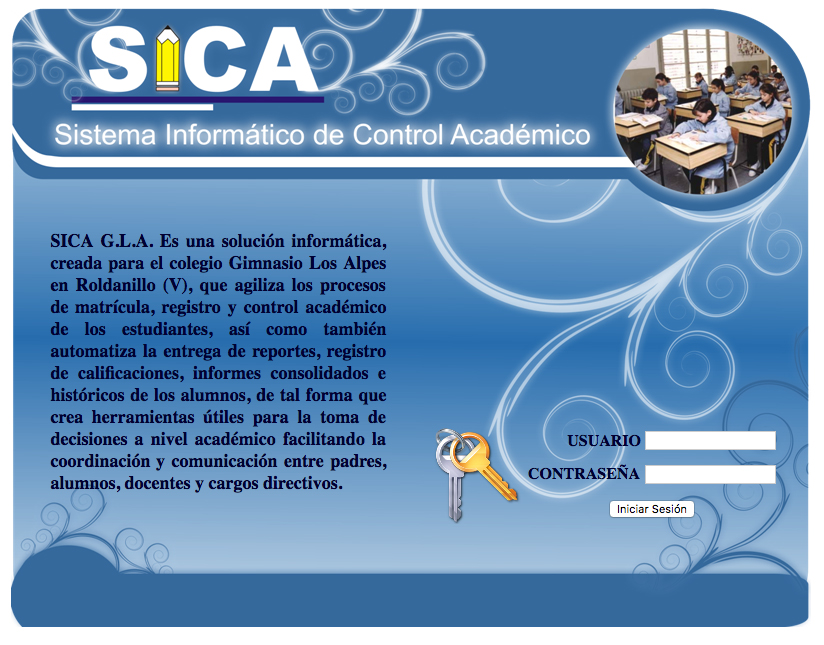 SICA
Sistema Informático de Control Académico
SICA G.L.A. Es una solución informática,
creada para el colegio Gimnasio Los Alpes
en Roldanillo (V), que agiliza los procesos
de matrícula, registro y control académico
de los estudiantes, así como también
automatiza la entrega de reportes, registro
de calificaciones, informes consolidados e
históricos de los alumnos, de tal forma que
crea herramientas útiles para la toma de
decisiones a nivel académico facilitando la
coordinación y comunicación entre padres,
alumnos, docentes y cargos directivos.
USUARIO
CONTRASEÑA
Iniciar Sesión